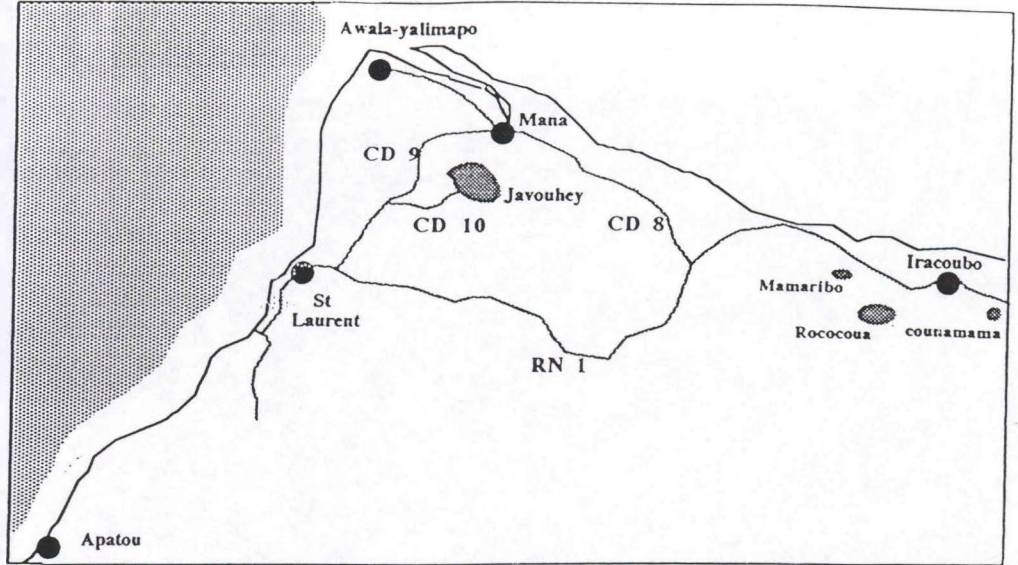 Awala-yalimapo
Mana
CD 9
Javouhey
CD 10
CD 8
Iracoubo
Mamaribo
St
Laurent
Rococoua
counamama
RN 1
Apatou